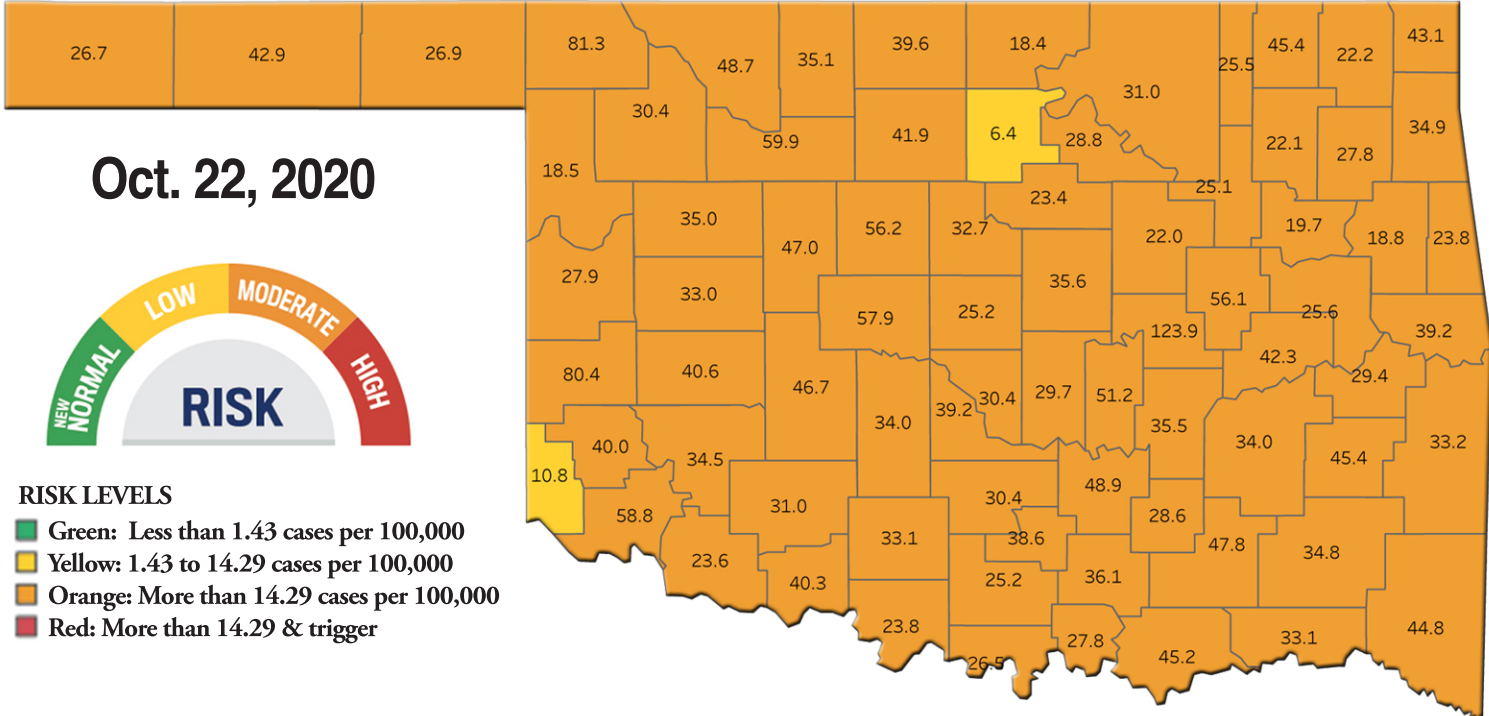 26.7 42.9 26.9 81.3 48.7 35.1 39.6 18.4 31.0 25.5 45.4 22.2 43.1
30.4 59.9 41.9 6.4 28.8 22.1 27.8 34.9
18.5 25.1
Oct. 22, 2020
35.0 47.0 56.2 32.7 23.4 22.0 19.7 18.8 23.8
27.9 33.0 57.9 25.2 35.6 56.1 25.6
123.9 42.3 39.2
80.4 40.6 46.7 34.0 39.2 30.4 29.7 51.2 35.5 29.4
NEW
NORMAL
LOW
MODERATE
HIGH
RISK
10.8 40.0 34.5 34.0 45.4 33.2
58.8 31.0 30.4 48.9 28.6
33.1 38.6 47.8 34.8
23.6 40.3 25.2 36.1
23.8 26.5 27.8 45.2 33.1 44.8
RISK LEVELS
Green: Less than 1.43 cases per 100,000
Yellow: 1.43 to 14.29 cases per 100,000
Orange: More than 14.29 cases per 100,000
Red: More than 14.29 & trigger